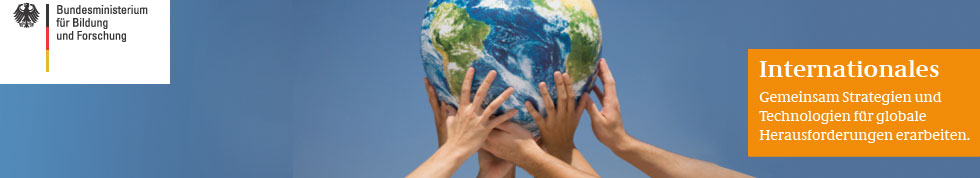 Bundesministerium
für Bildung
und Forschung
Internationales
Gemeinsam Strategien und
Technologien für globale
Herausforderungen erarbeiten.